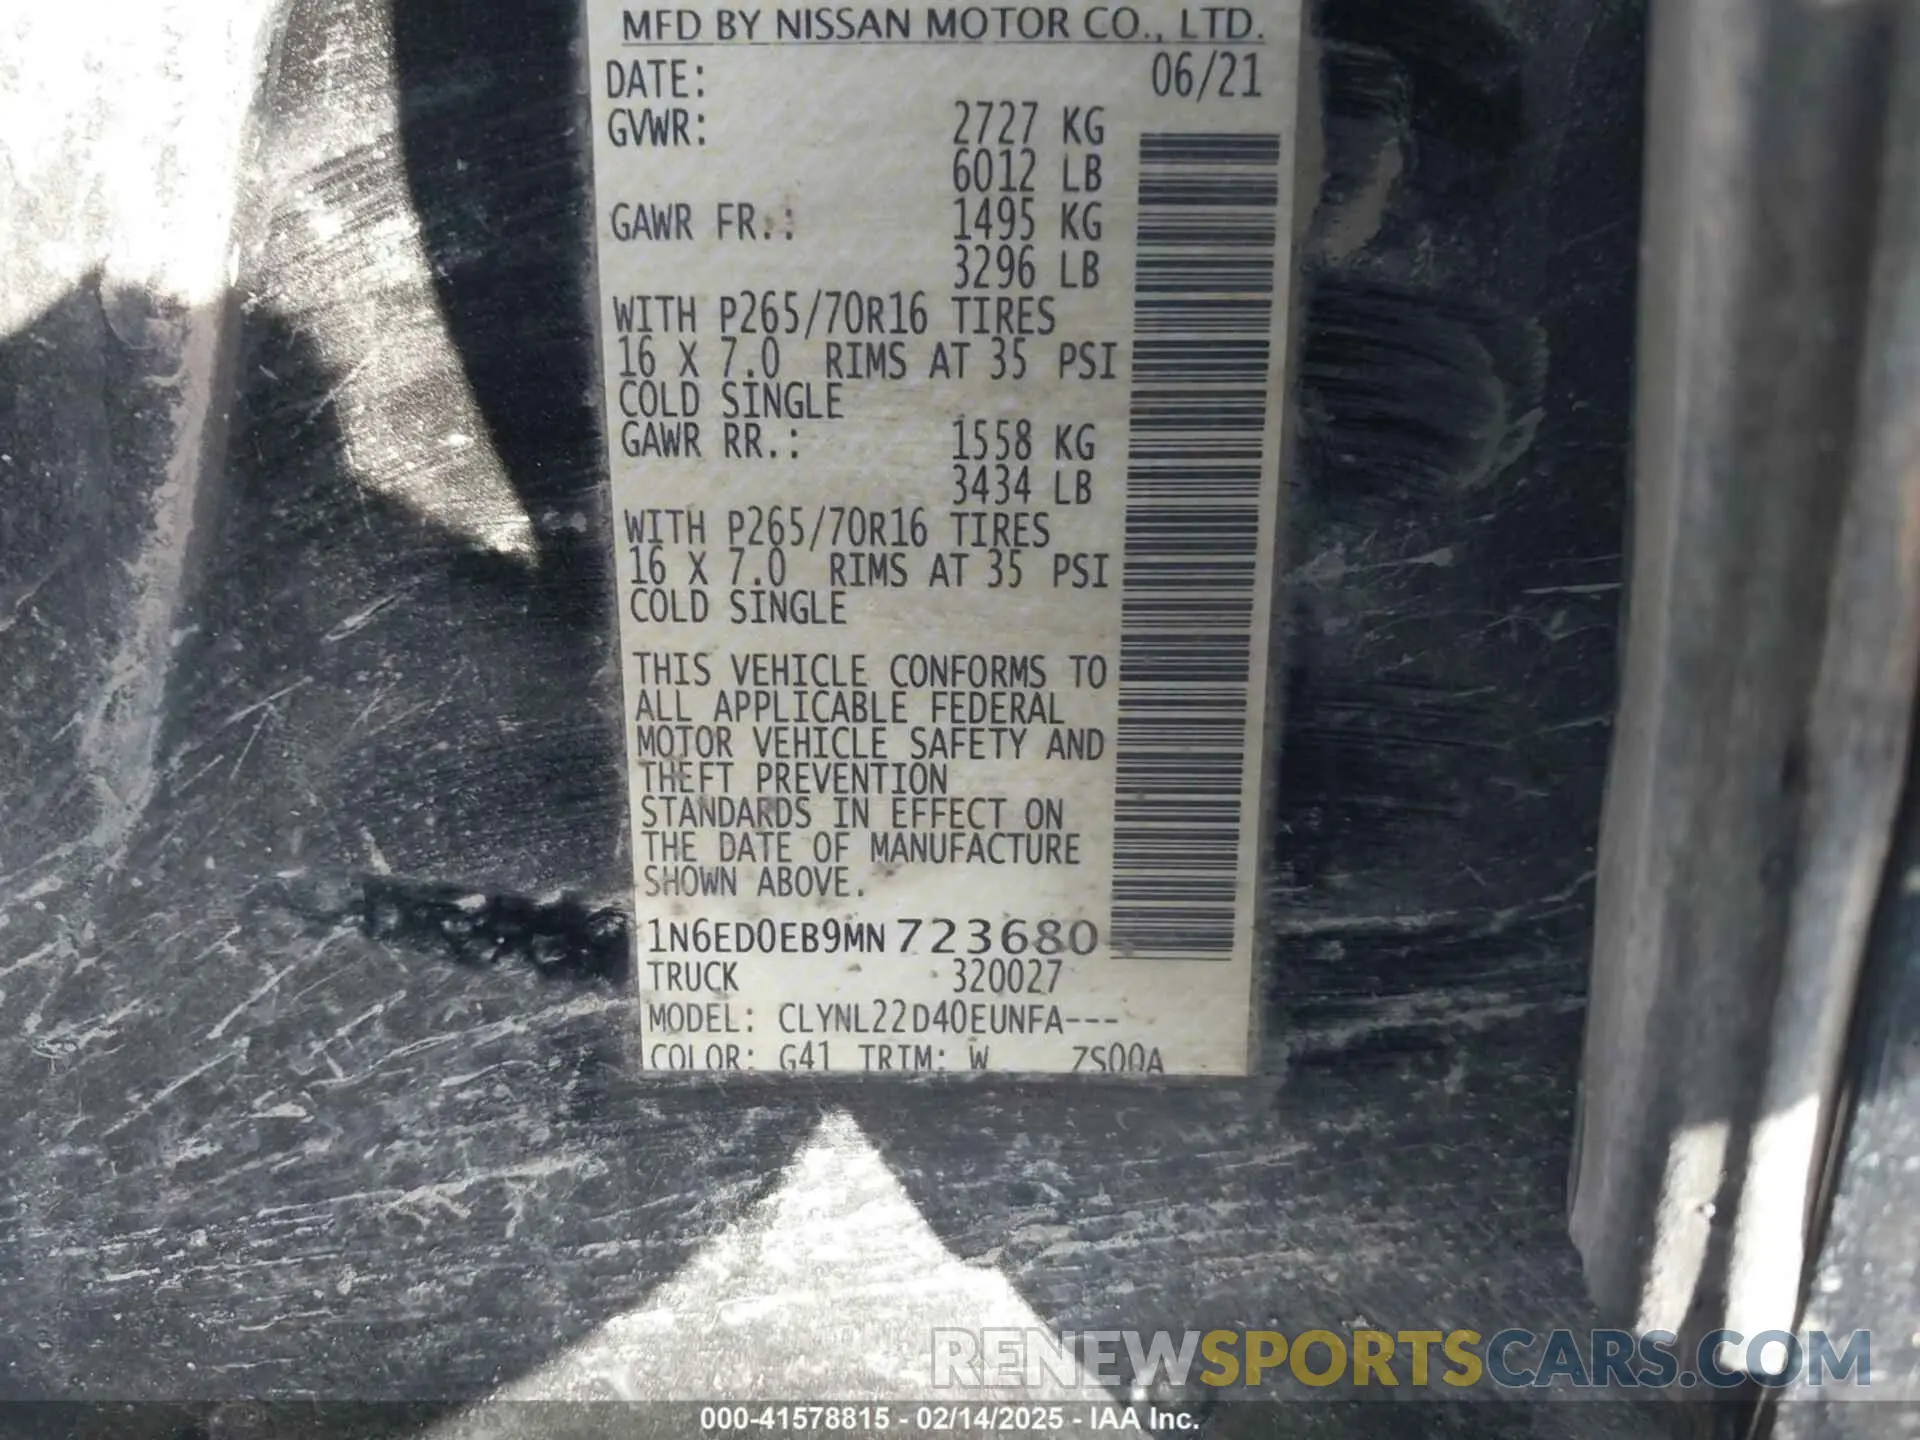 MFD BY NISSAN MOTOR CO., LTD.
DATE: 06/21
GVWR: 2727 KG
6012 LB
GAWR FR.: 1495 KG
3296 LB
WITH P265/70R16 TIRES
16 X 7.0 RIMS AT 35 PSI
COLD SINGLE
GAWR RR.: 1558 KG
3434 LB
WITH P265/70R16 TIRES
16 X 7.0 RIMS AT 35 PSI
COLD SINGLE
THIS VEHICLE CONFORMS TO
ALL APPLICABLE FEDERAL
MOTOR VEHICLE SAFETY AND
THEFT PREVENTION
STANDARDS IN EFFECT ON
THE DATE OF MANUFACTURE
SHOWN ABOVE.
1N6ED0EB9MN723680
TRUCK 320027
MODEL: CLYNL22D40EUNFA---
COLOR: G41 TRIM: W ZS00A
RENEWSPORTSCARS.COM
000-41578815 - 02/14/2025 - IAA Inc.